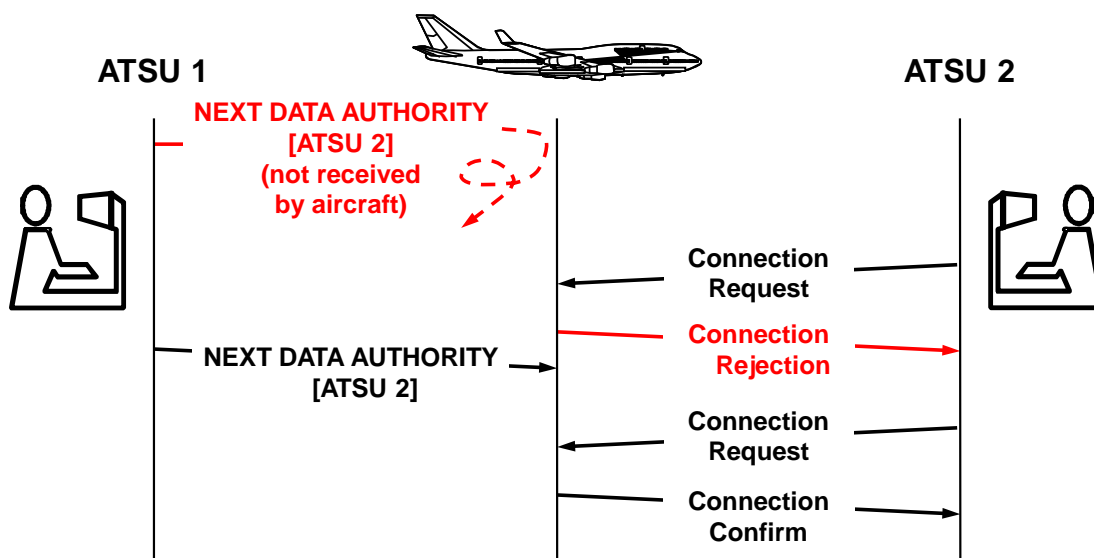 ATSU 1
ATSU 2
NEXT DATA AUTHORITY
[ATSU 2]
(not received
by aircraft)
Connection
Request
Connection
Rejection
NEXT DATA AUTHORITY
[ATSU 2]
Connection
Request
Connection
Confirm